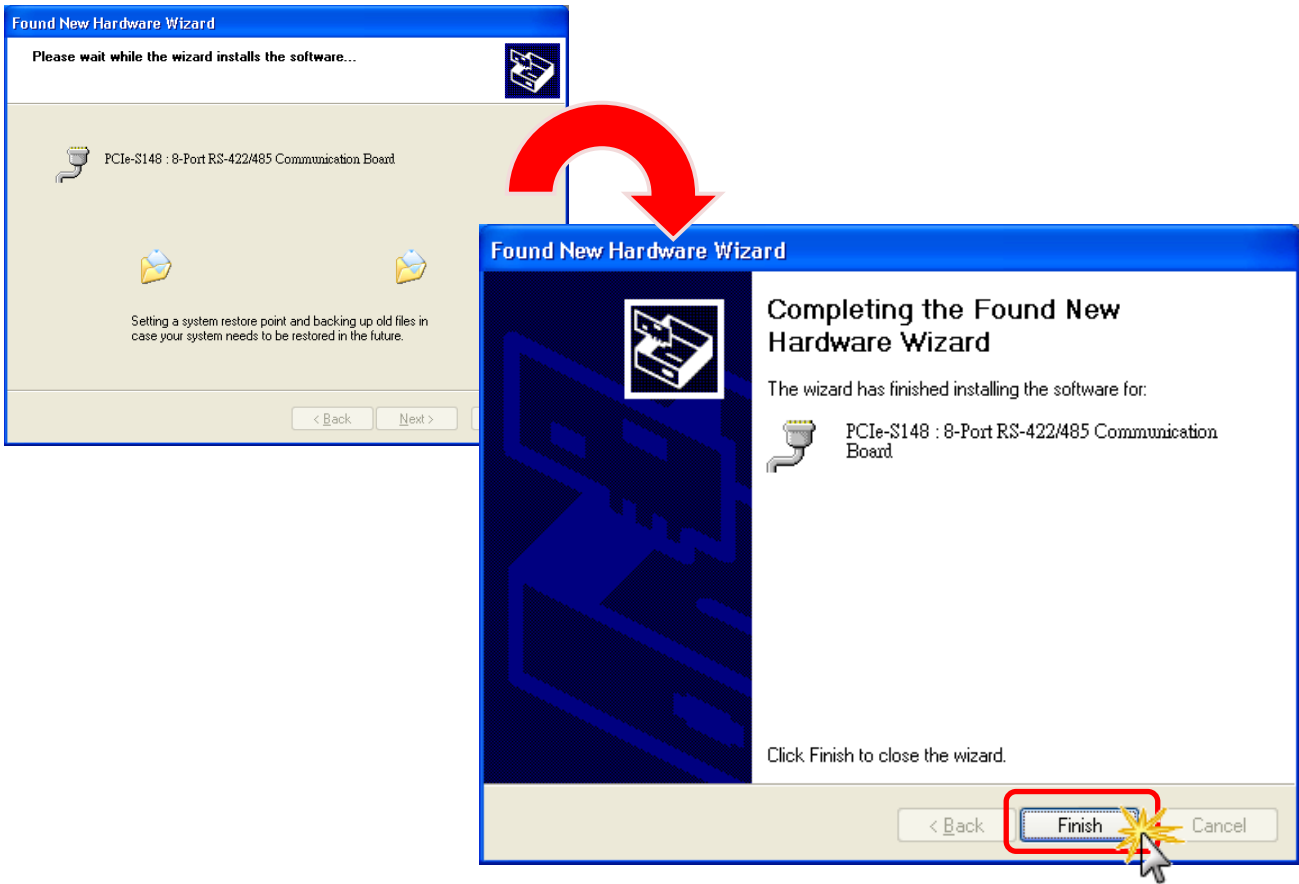 Found New Hardware Wizard
Please wait while the wizard installs the software...
PCIe-S148 : 8-Port RS-422/485 Communication Board
Setting a system restore point and backing up old files in
case your system needs to be restored in the future.
< Back
Next >
Found New Hardware Wizard
Completing the Found New
Hardware Wizard
The wizard has finished installing the software for:
PCIe-S148 : 8-Port RS-422/485 Communication
Board
Click Finish to close the wizard.
< Back
Finish
Cancel